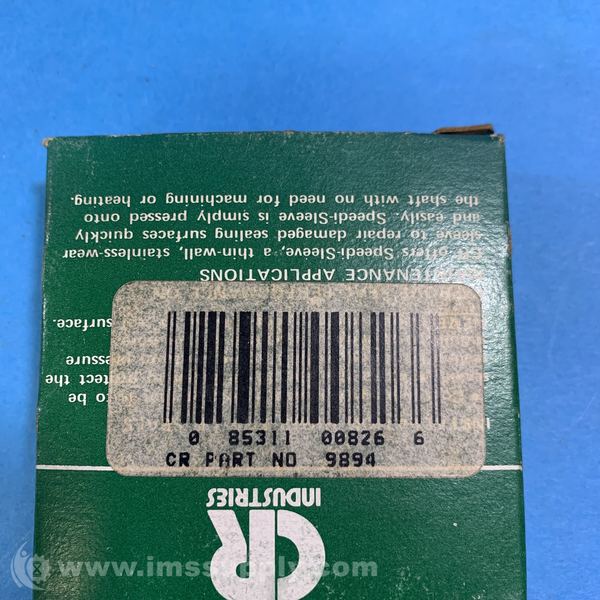 CR
INDUSTRIES
to be
protect the
pressure
surface.
MAINTENANCE APPLICATIONS
CR offers Speedi-Sleeve, a thin-wall, stainless-wear
sleeve to repair damaged sealing surfaces quickly
and easily. Speedi-Sleeve is simply pressed onto
the shaft with no need for machining or heating.
0 85311 00826 6
CR PART NO 9894
www.imssupply.com